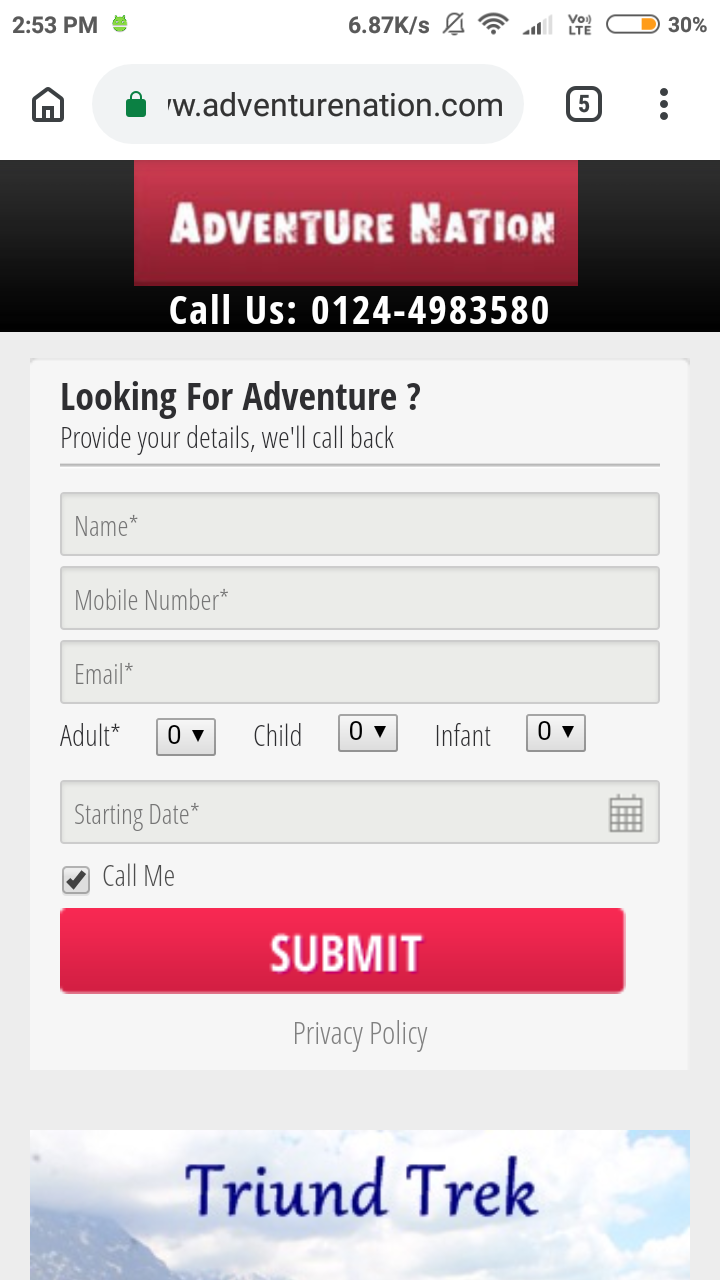 2:53 PM 6.87K/s Vo) LTE 30%
w.adventurenation.com 5
ADVENTURE NATION
Call Us: 0124-4983580
Looking For Adventure ?
Provide your details, we'll call back
Name*
Mobile Number*
Email*
Adult* 0 Child 0 Infant 0
Starting Date*
Call Me
SUBMIT
Privacy Policy
Triund Trek